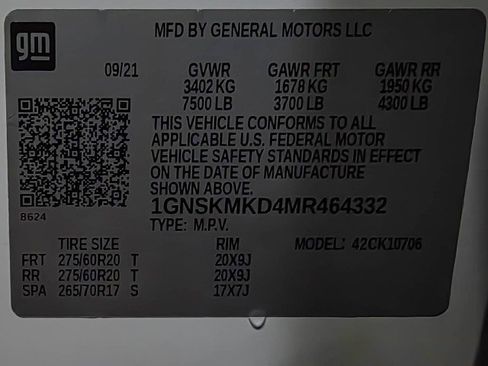 gm
MFD BY GENERAL MOTORS LLC
09/21 GVWR GAWR FRT GAWR RR
3402 KG 1678 KG 1950 KG
7500 LB 3700 LB 4300 LB
THIS VEHICLE CONFORMS TO ALL
APPLICABLE U.S. FEDERAL MOTOR
VEHICLE SAFETY STANDARDS IN EFFECT
ON THE DATE OF MANUFACTURE
SHOWN ABOVE.
1GNSKMKD4MR464332
8624
TYPE: M.P.V.
TIRE SIZE RIM MODEL: 42CK10706
FRT 275/60R20 T 20X9J
RR 275/60R20 T 20X9J
SPA 265/70R17 S 17X7J